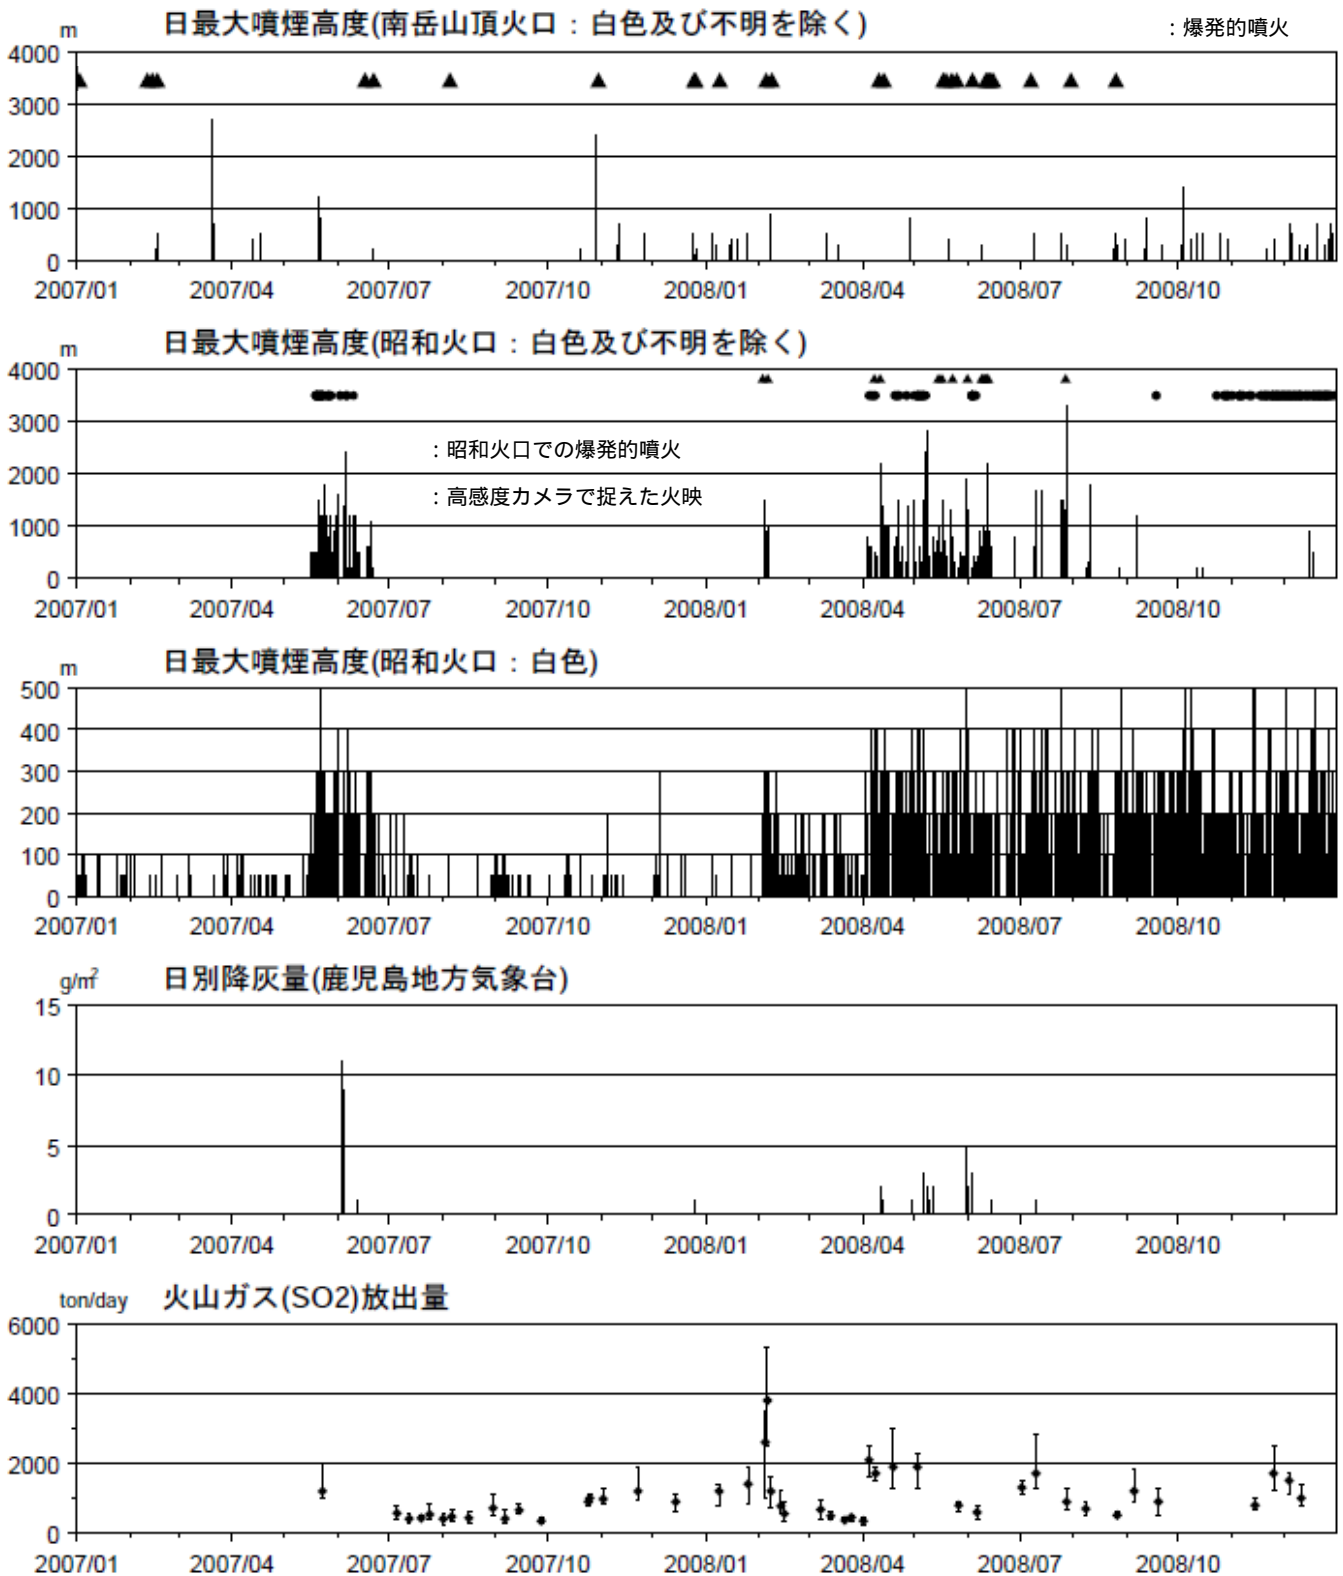 m 日最大噴煙高度(南岳山頂火口：白色及び不明を除く) ：爆発的噴火
4000
3000
2000
1000
0
2007/01 2007/04 2007/07 2007/10 2008/01 2008/04 2008/07 2008/10
m 日最大噴煙高度(昭和火口：白色及び不明を除く)
4000
3000
：昭和火口での爆発的噴火
2000
：高感度カメラで捉えた火映
1000
0
2007/01 2007/04 2007/07 2007/10 2008/01 2008/04 2008/07 2008/10
m 日最大噴煙高度(昭和火口：白色)
500
400
300
200
100
0
2007/01 2007/04 2007/07 2007/10 2008/01 2008/04 2008/07 2008/10
g/㎡ 日別降灰量(鹿児島地方気象台)
15
10
5
0
2007/01 2007/04 2007/07 2007/10 2008/01 2008/04 2008/07 2008/10
ton/day 火山ガス(SO2)放出量
6000
4000
2000
0
2007/01 2007/04 2007/07 2007/10 2008/01 2008/04 2008/07 2008/10